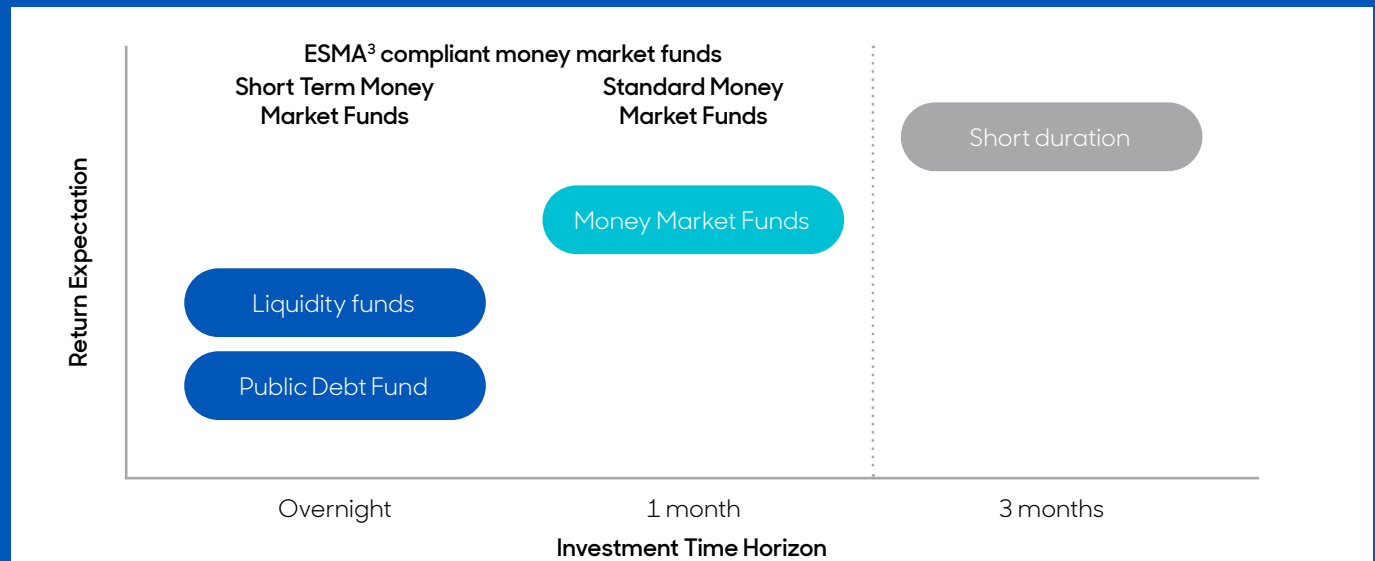 ESMA³ compliant money market funds
Short Term Money
Market Funds
Standard Money
Market Funds
Short duration
Money Market Funds
Liquidity funds
Public Debt Fund
Return Expectation
Overnight
1 month
3 months
Investment Time Horizon